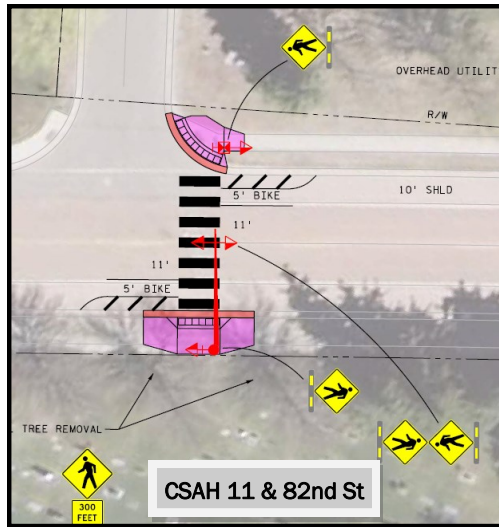 OVERHEAD UTILIT
R/W
5' BIKE
10' SHLD
11'
11'
5' BIKE
TREE REMOVAL
300
FEET
CSAH 11 & 82nd St